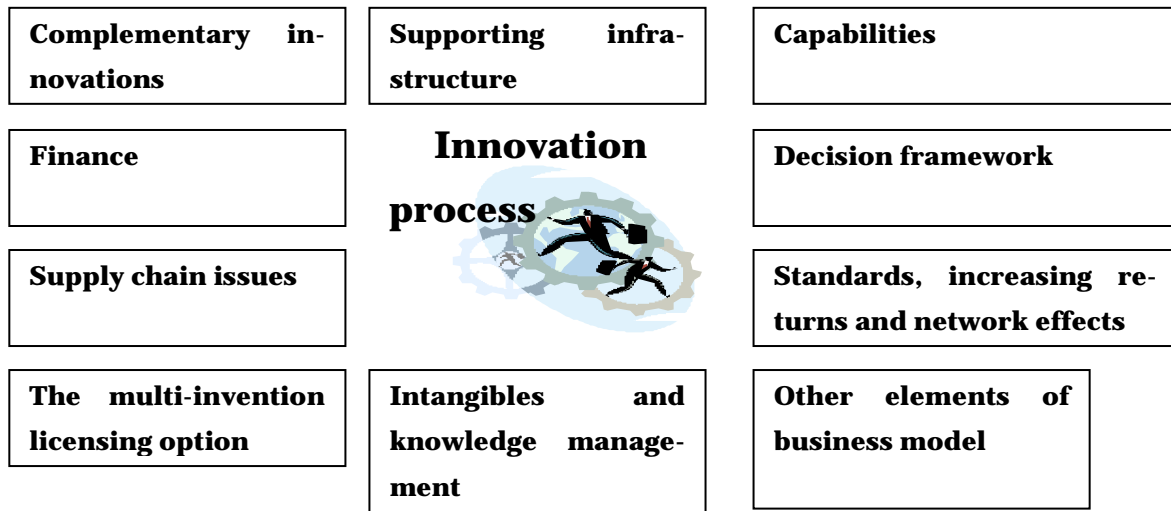 Complementary in-
novations
Supporting infra-
structure
Capabilities
Finance
Innovation
process
Decision framework
Supply chain issues
Standards, increasing re-
turns and network effects
The multi-invention
licensing option
Intangibles and
knowledge manage-
ment
Other elements of
business model